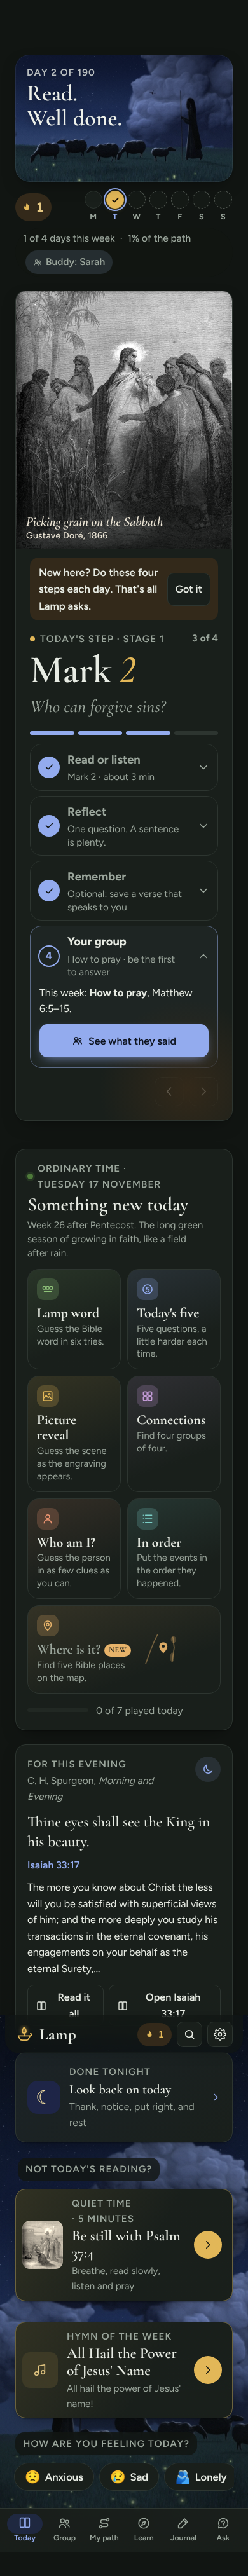 DAY 2 OF 190
Read.
Well done.
1
M T W T F S S
1 of 4 days this week · 1% of the path
Buddy: Sarah
Picking grain on the Sabbath
Gustave Doré, 1866
New here? Do these four
steps each day. That's all
Lamp asks.
Got it
TODAY'S STEP · STAGE 1
3 of 4
Mark 2
Who can forgive sins?
Read or listen
Mark 2 · about 3 min
Reflect
One question. A sentence
is plenty.
Remember
Optional: save a verse that
speaks to you
4
Your group
How to pray · be the first
to answer
This week: How to pray, Matthew
6:5–15.
See what they said
ORDINARY TIME ·
TUESDAY 17 NOVEMBER
Something new today
Week 26 after Pentecost. The long green
season of growing in faith, like a field
after rain.
Lamp word
Guess the Bible
word in six tries.
Today's five
Five questions, a
little harder each
time.
Picture
reveal
Guess the scene
as the engraving
appears.
Connections
Find four groups
of four.
Who am I?
Guess the person
in as few clues as
you can.
In order
Put the events in
the order they
happened.
Where is it? NEW
Find five Bible places
on the map.
0 of 7 played today
FOR THIS EVENING
C. H. Spurgeon, Morning and
Evening
Thine eyes shall see the King in
his beauty.
Isaiah 33:17
The more you know about Christ the less
will you be satisfied with superficial views
of him; and the more deeply you study his
transactions in the eternal covenant, his
engagements on your behalf as the
eternal Surety,...
Read it
all
Open Isaiah
33:17
Lamp
1
DONE TONIGHT
Look back on today
Thank, notice, put right, and
rest
NOT TODAY'S READING?
QUIET TIME
· 5 MINUTES
Be still with Psalm
37:4
Breathe, read slowly,
listen and pray
HYMN OF THE WEEK
All Hail the Power
of Jesus' Name
All hail the power of Jesus'
name!
HOW ARE YOU FEELING TODAY?
Anxious
Sad
Lonely
Today
Group
My path
Learn
Journal
Ask